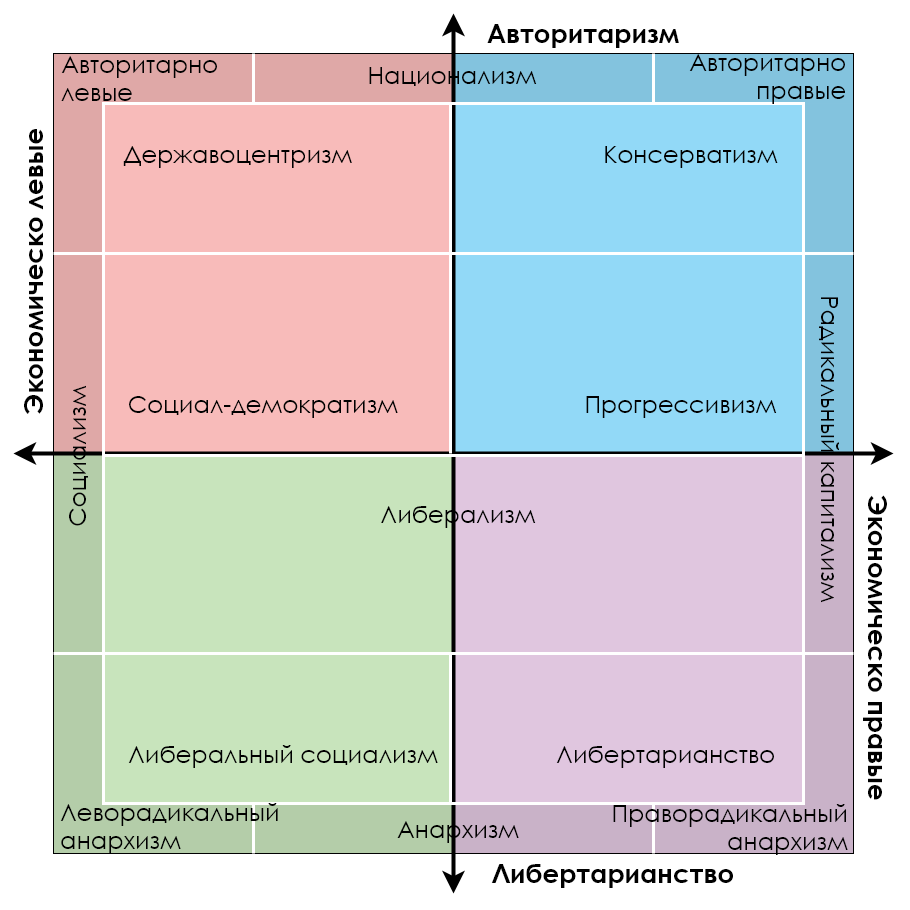 Авторитаризм
Авторитарно
левые
Национализм
Авторитарно
правые
Державоцентризм
Консерватизм
Экономическо левые
Социализм
Радикальный капитализм
Социал-демократизм
Прогрессивизм
Либерализм
Экономическо правые
Либеральный социализм
Либертарианство
Леворадикальный
анархизм
Анархизм
Праворадикальный
анархизм
Либертарианство